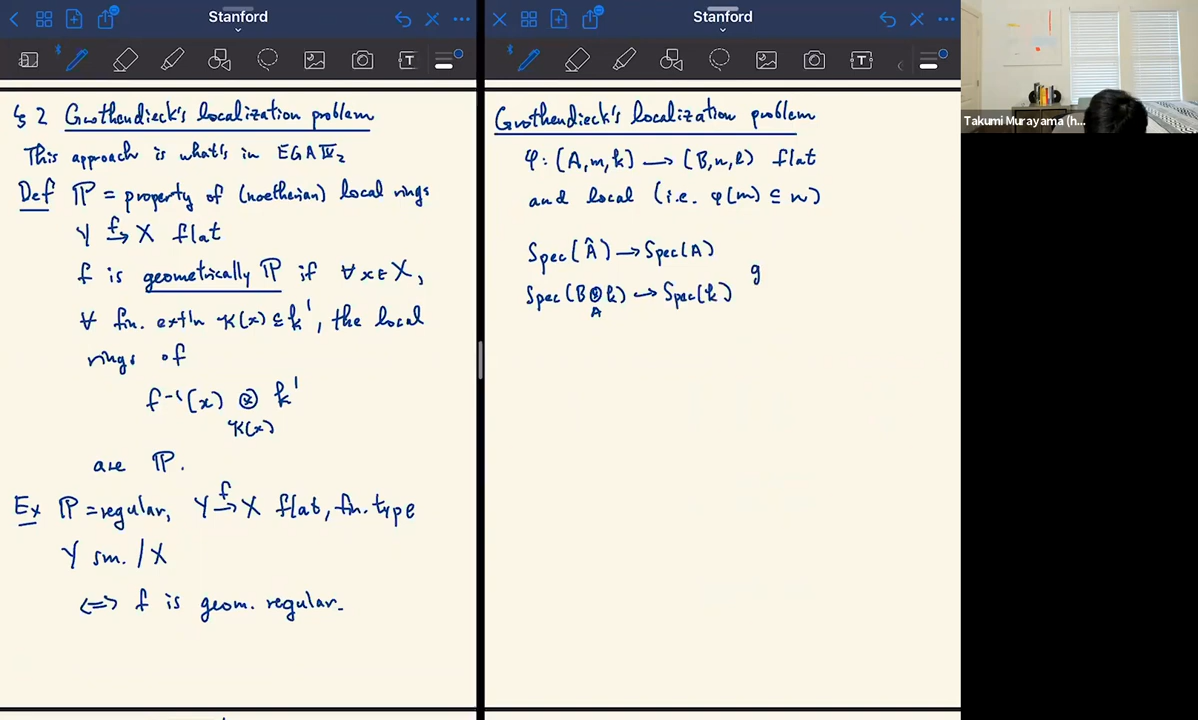 Stanford
§ 2 Grothendieck's localization problem
This approach is what's in EGA IV₂
Def ℙ = property of (noetherian) local rings
Y →f X flat
f is geometrically ℙ if ∀ x ∈ X,
∀ fin. ext'n κ(x) ⊆ k', the local
rings of
f⁻¹(x) ⊗ k'
κ(x)
are ℙ.
Ex ℙ = regular, Y →f X flat, fin. type
Y sm. / X
⟺ f is geom. regular.
Stanford
Grothendieck's localization problem
φ: (A, m, k) → (B, n, l) flat
and local (i.e. φ(m) ⊆ n)
Spec(Â) → Spec(A)
Spec(B ⊗ k) → Spec(k)
A
g
Takumi Murayama (h...